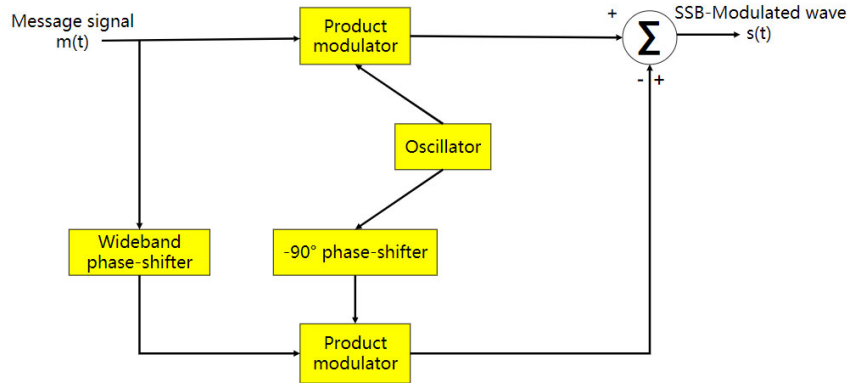 Message signal
m(t)
Product
modulator
+
Σ
SSB-Modulated wave
s(t)
- +
Oscillator
Wideband
phase-shifter
-90° phase-shifter
Product
modulator